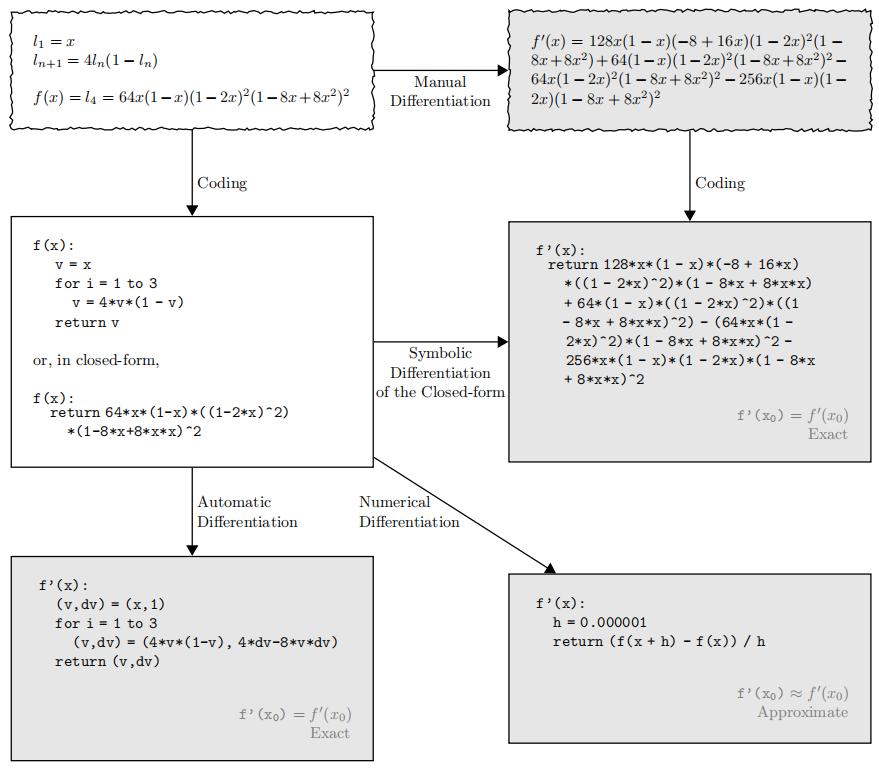 l₁ = x
lₙ₊₁ = 4lₙ(1 − lₙ)
f(x) = l₄ = 64x(1−x)(1−2x)²(1−8x+8x²)²
f′(x) = 128x(1 − x)(−8 + 16x)(1 − 2x)²(1 −
8x+8x²)+64(1−x)(1−2x)²(1−8x+8x²)²−
64x(1−2x)²(1−8x+8x²)²−256x(1−x)(1−
2x)(1 − 8x + 8x²)²
Manual
Differentiation
Coding
Coding
f(x):
v = x
for i = 1 to 3
v = 4*v*(1 - v)
return v
or, in closed-form,
f(x):
return 64*x*(1-x)*((1-2*x)^2)
*(1-8*x+8*x*x)^2
Symbolic
Differentiation
of the Closed-form
f'(x):
return 128*x*(1 - x)*(-8 + 16*x)
*((1 - 2*x)^2)*(1 - 8*x + 8*x*x)
+ 64*(1 - x)*((1 - 2*x)^2)*((1
- 8*x + 8*x*x)^2) - (64*x*(1 -
2*x)^2)*(1 - 8*x + 8*x*x)^2 -
256*x*(1 - x)*(1 - 2*x)*(1 - 8*x
+ 8*x*x)^2
f'(x₀) = f′(x₀)
Exact
Automatic
Differentiation
Numerical
Differentiation
f'(x):
(v,dv) = (x,1)
for i = 1 to 3
(v,dv) = (4*v*(1-v), 4*dv-8*v*dv)
return (v,dv)
f'(x₀) = f′(x₀)
Exact
f'(x):
h = 0.000001
return (f(x + h) - f(x)) / h
f'(x₀) ≈ f′(x₀)
Approximate